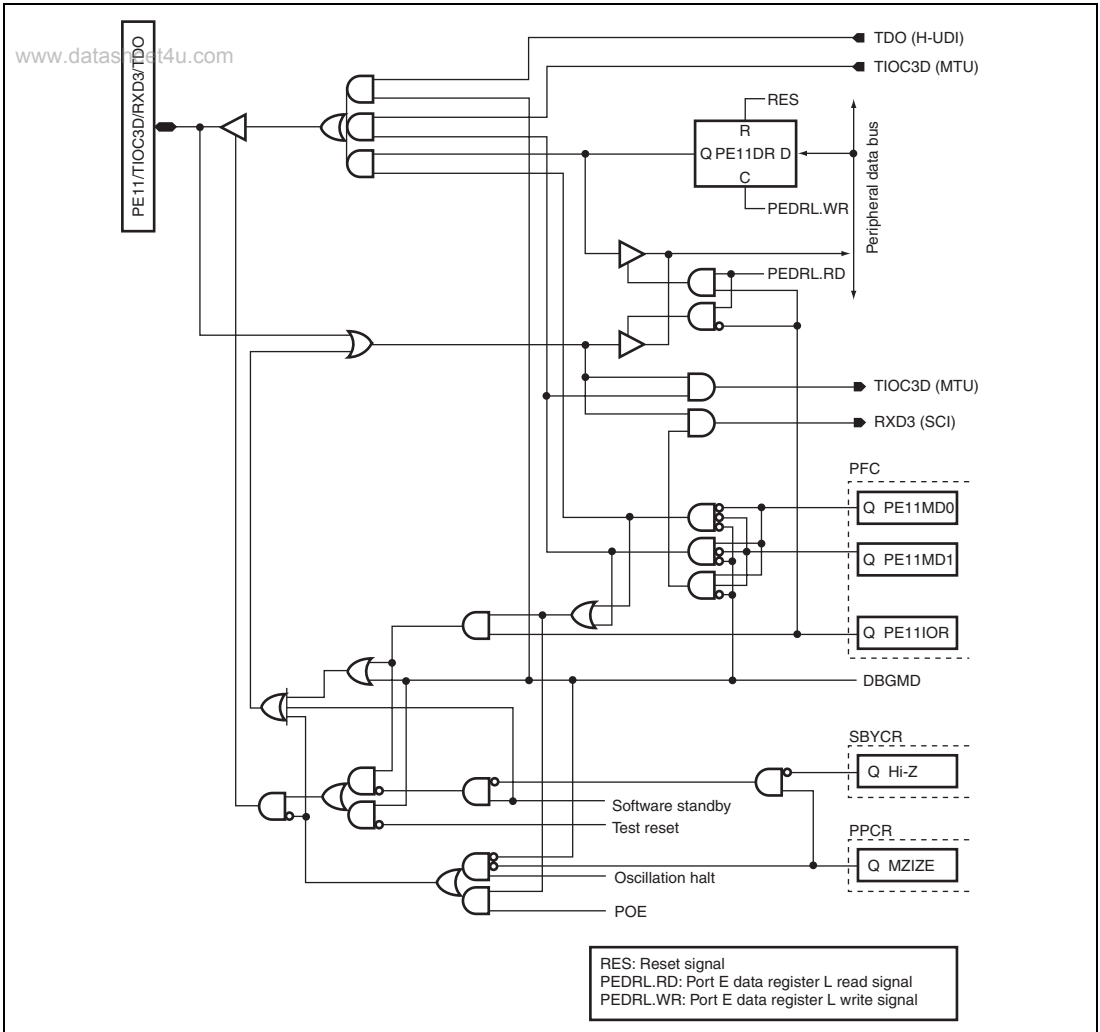 www.datasheet4u.com
PE11/TIOC3D/RXD3/TDO
TDO (H-UDI)
TIOC3D (MTU)
RES
R
Q PE11DR D
C
PEDRL.WR
Peripheral data bus
PEDRL.RD
TIOC3D (MTU)
RXD3 (SCI)
PFC
Q PE11MD0
Q PE11MD1
Q PE11IOR
DBGMD
SBYCR
Q Hi-Z
Software standby
Test reset
PPCR
Q MZIZE
Oscillation halt
POE
RES: Reset signal
PEDRL.RD: Port E data register L read signal
PEDRL.WR: Port E data register L write signal